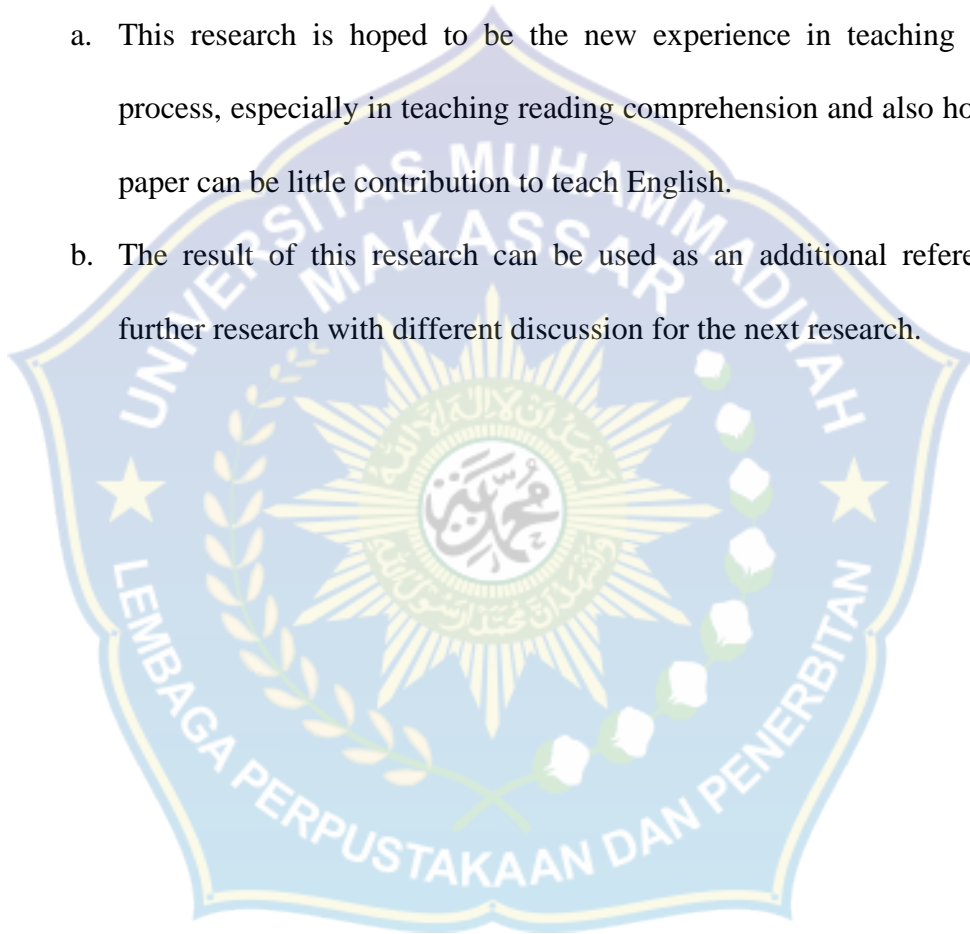 a. This research is hoped to be the new experience in teaching
process, especially in teaching reading comprehension and also
paper can be little contribution to teach English.
b. The result of this research can be used as an additional
further research with different discussion for the next research.
UNIVERSITAS MUHAMMADIYAH
MAKASSAR
LEMBAGA PERPUSTAKAAN DAN PENERBITAN